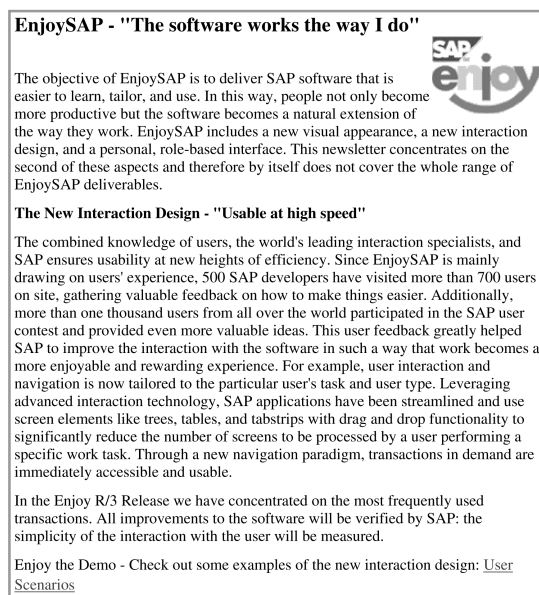 EnjoySAP - "The software works the way I do"
SAP
enjoy
The objective of EnjoySAP is to deliver SAP software that is
easier to learn, tailor, and use. In this way, people not only become
more productive but the software becomes a natural extension of
the way they work. EnjoySAP includes a new visual appearance, a new interaction
design, and a personal, role-based interface. This newsletter concentrates on the
second of these aspects and therefore by itself does not cover the whole range of
EnjoySAP deliverables.
The New Interaction Design - "Usable at high speed"
The combined knowledge of users, the world's leading interaction specialists, and
SAP ensures usability at new heights of efficiency. Since EnjoySAP is mainly
drawing on users' experience, 500 SAP developers have visited more than 700 users
on site, gathering valuable feedback on how to make things easier. Additionally,
more than one thousand users from all over the world participated in the SAP user
contest and provided even more valuable ideas. This user feedback greatly helped
SAP to improve the interaction with the software in such a way that work becomes a
more enjoyable and rewarding experience. For example, user interaction and
navigation is now tailored to the particular user's task and user type. Leveraging
advanced interaction technology, SAP applications have been streamlined and use
screen elements like trees, tables, and tabstrips with drag and drop functionality to
significantly reduce the number of screens to be processed by a user performing a
specific work task. Through a new navigation paradigm, transactions in demand are
immediately accessible and usable.
In the Enjoy R/3 Release we have concentrated on the most frequently used
transactions. All improvements to the software will be verified by SAP: the
simplicity of the interaction with the user will be measured.
Enjoy the Demo - Check out some examples of the new interaction design: User
Scenarios